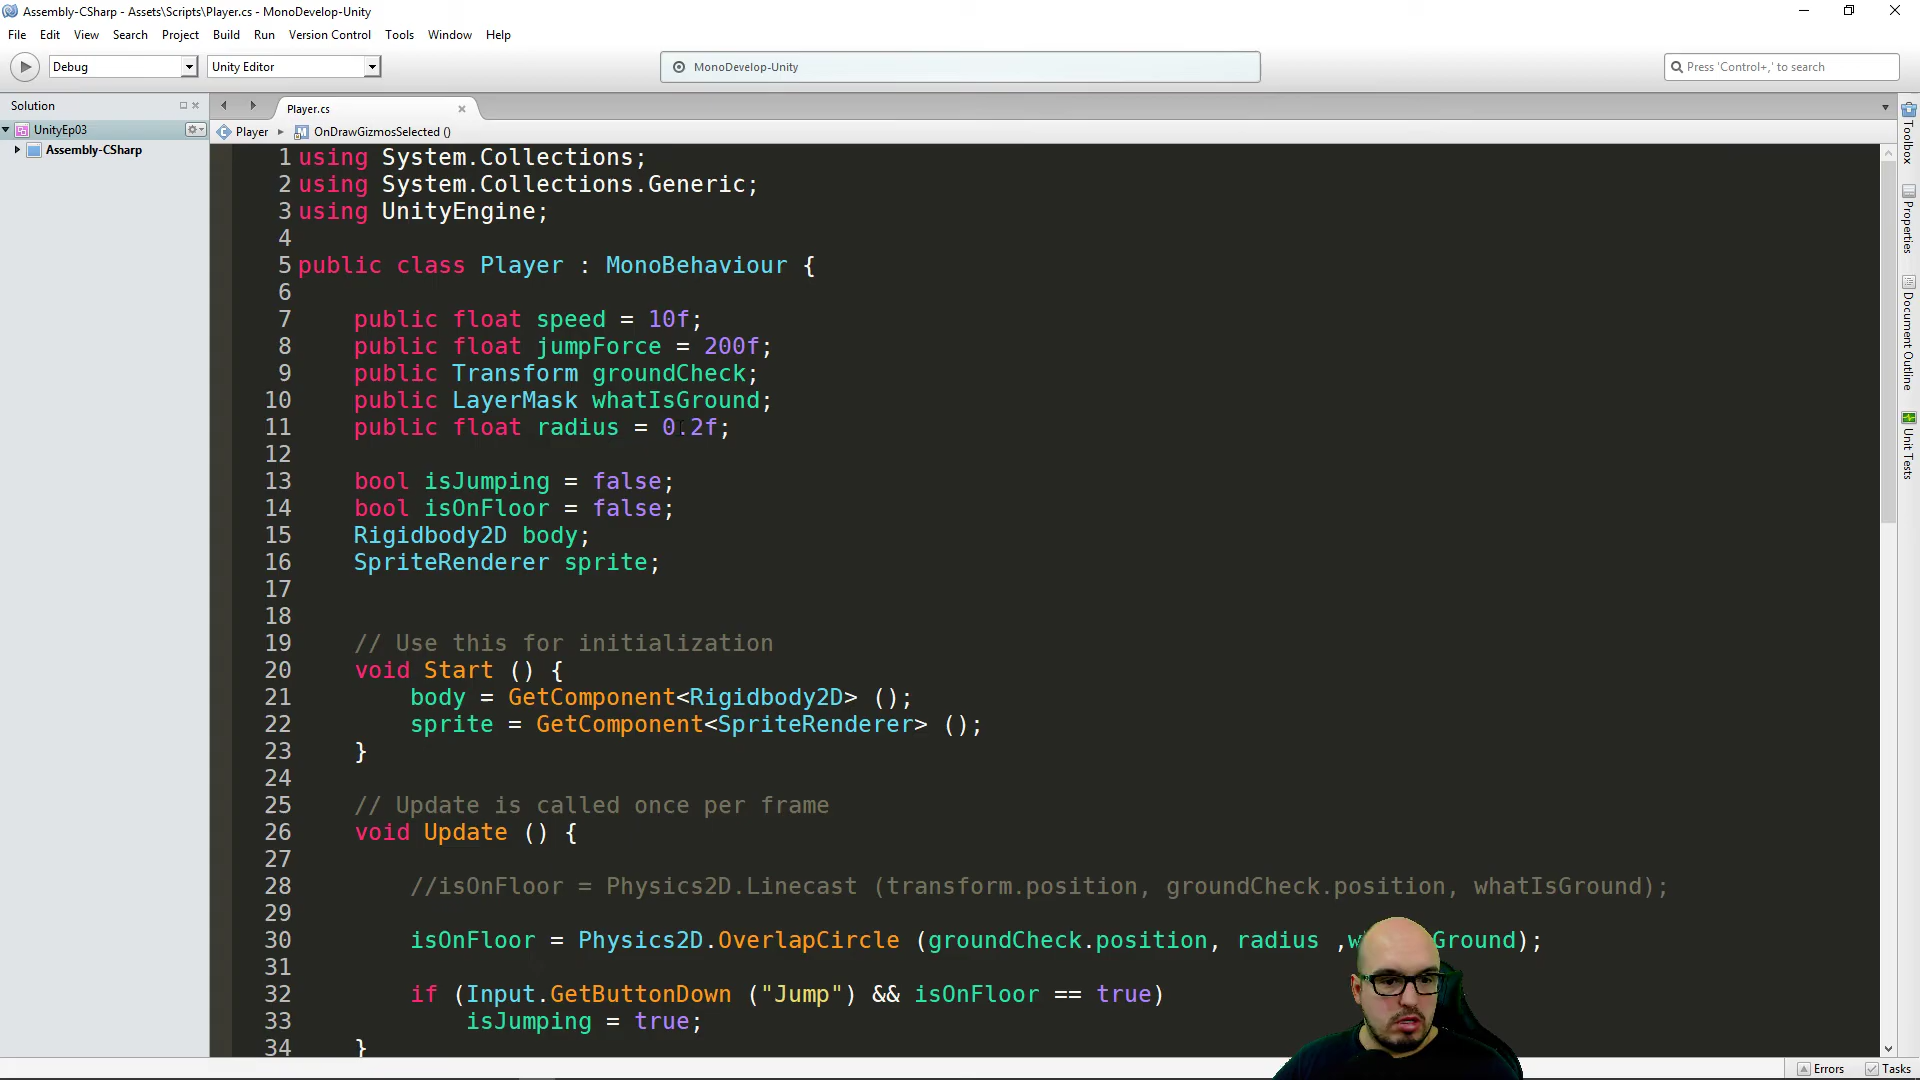 Assembly-CSharp - Assets\Scripts\Player.cs - MonoDevelop-Unity
File Edit View Search Project Build Run Version Control Tools Window Help
Debug
Unity Editor
MonoDevelop-Unity
Press 'Control+,' to search
Solution
UnityEp03
Assembly-CSharp
Player.cs
Player
OnDrawGizmosSelected ()
1 using System.Collections;
2 using System.Collections.Generic;
3 using UnityEngine;
4
5 public class Player : MonoBehaviour {
6
7 public float speed = 10f;
8 public float jumpForce = 200f;
9 public Transform groundCheck;
10 public LayerMask whatIsGround;
11 public float radius = 0.2f;
12
13 bool isJumping = false;
14 bool isOnFloor = false;
15 Rigidbody2D body;
16 SpriteRenderer sprite;
17
18
19 // Use this for initialization
20 void Start () {
21 body = GetComponent<Rigidbody2D> ();
22 sprite = GetComponent<SpriteRenderer> ();
23 }
24
25 // Update is called once per frame
26 void Update () {
27
28 //isOnFloor = Physics2D.Linecast (transform.position, groundCheck.position, whatIsGround);
29
30 isOnFloor = Physics2D.OverlapCircle (groundCheck.position, radius ,w Ground);
31
32 if (Input.GetButtonDown ("Jump") && isOnFloor == true)
33 isJumping = true;
34 }
Toolbox
Properties
Document Outline
Unit Tests
Errors
Tasks